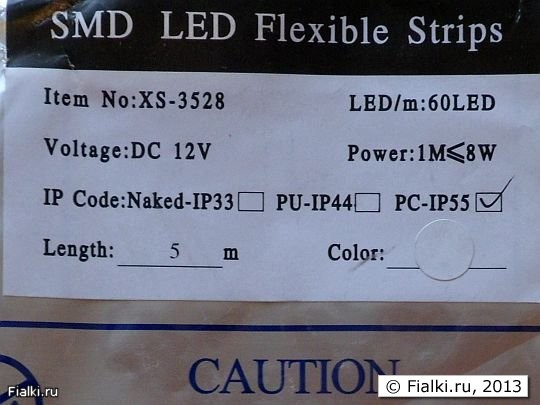 SMD LED Flexible Strips
Item No:XS-3528 LED/m:60LED
Voltage:DC 12V Power:1M≤8W
IP Code:Naked-IP33☐ PU-IP44☐ PC-IP55☑
Length: 5 m Color:
CAUTION
Fialki.ru © Fialki.ru, 2013